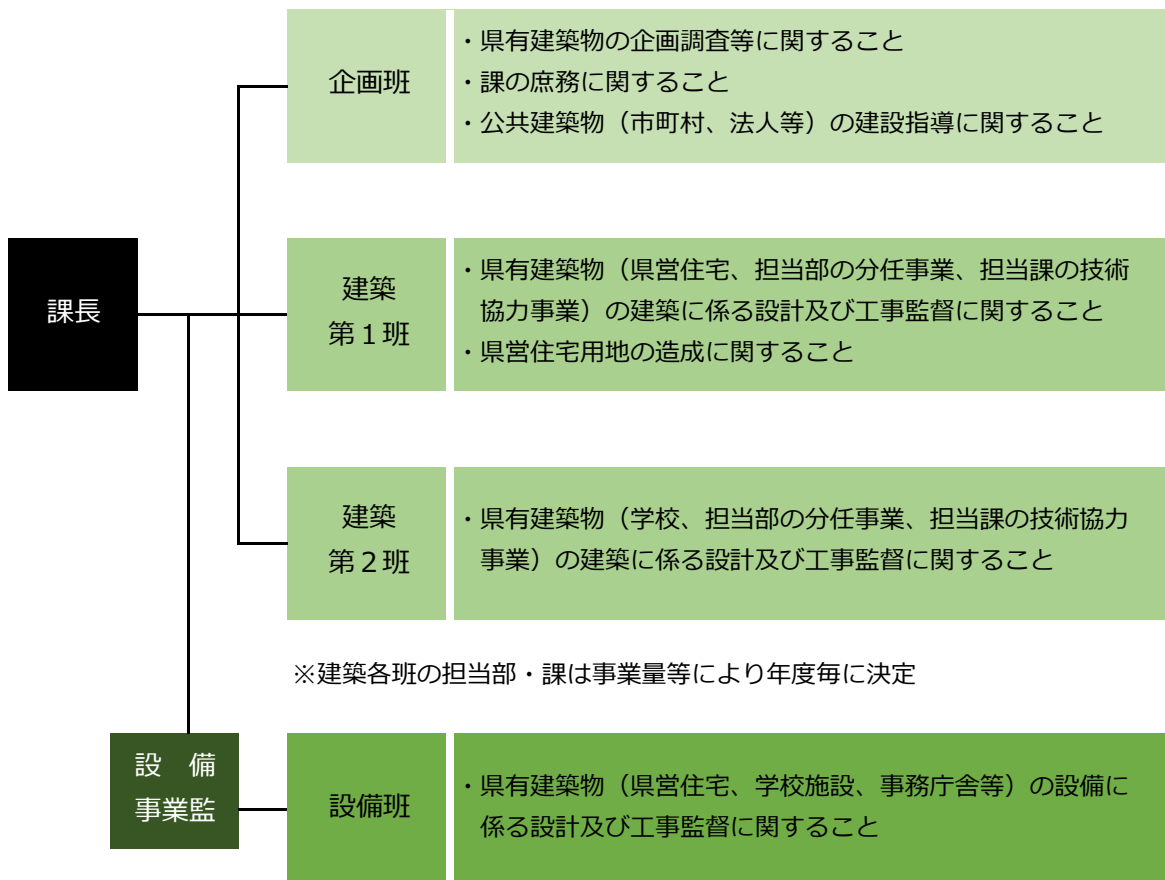 課長
企画班
・県有建築物の企画調査等に関すること
・課の庶務に関すること
・公共建築物（市町村、法人等）の建設指導に関すること
建築
第１班
・県有建築物（県営住宅、担当部の分任事業、担当課の技術
協力事業）の建築に係る設計及び工事監督に関すること
・県営住宅用地の造成に関すること
建築
第２班
・県有建築物（学校、担当部の分任事業、担当課の技術協力
事業）の建築に係る設計及び工事監督に関すること
※建築各班の担当部・課は事業量等により年度毎に決定
設　備
事業監
設備班
・県有建築物（県営住宅、学校施設、事務庁舎等）の設備に
係る設計及び工事監督に関すること